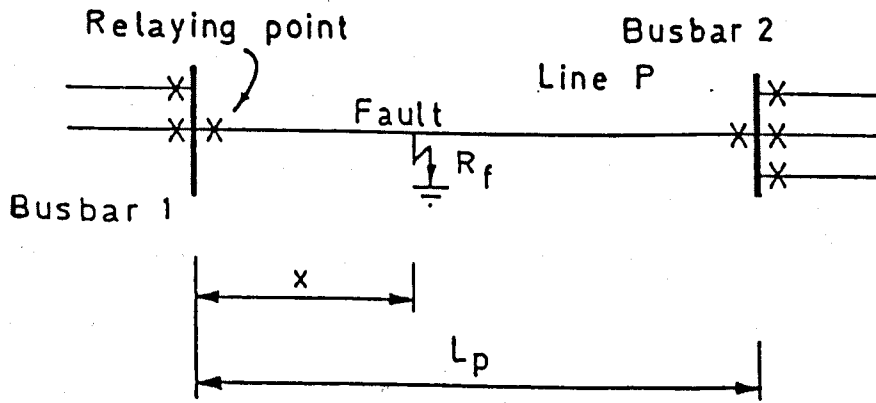 Relaying point
Busbar 2
Line P
Fault
R_f
Busbar 1
x
L_p